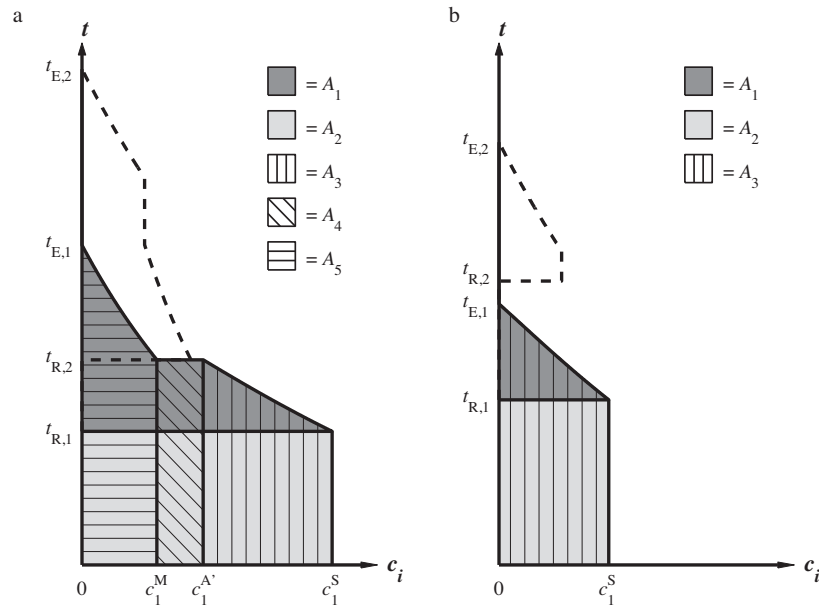 a
t
t_E,2
= A_1
= A_2
= A_3
= A_4
= A_5
t_E,1
t_R,2
t_R,1
0
c_1^M
c_1^A'
c_1^S
c_i
b
t
= A_1
= A_2
= A_3
t_E,2
t_R,2
t_E,1
t_R,1
0
c_1^S
c_i